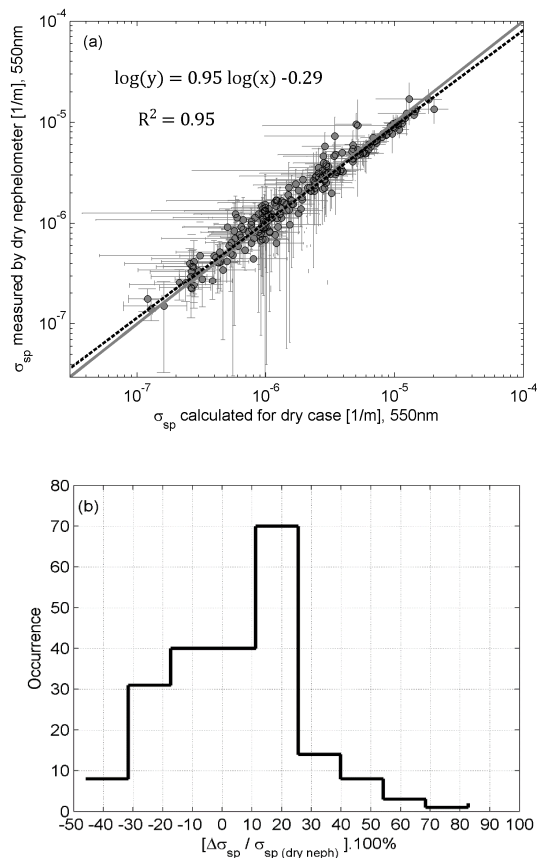 (a)
log(y) = 0.95 log(x) -0.29
R² = 0.95
10⁻⁴
10⁻⁵
10⁻⁶
10⁻⁷
σsp measured by dry nephelometer [1/m], 550nm
10⁻⁷ 10⁻⁶ 10⁻⁵ 10⁻⁴
σsp calculated for dry case [1/m], 550nm
(b)
80
70
60
50
40
30
20
10
0
Occurrence
-50 -40 -30 -20 -10 0 10 20 30 40 50 60 70 80 90 100
[Δσsp / σsp (dry neph)].100%